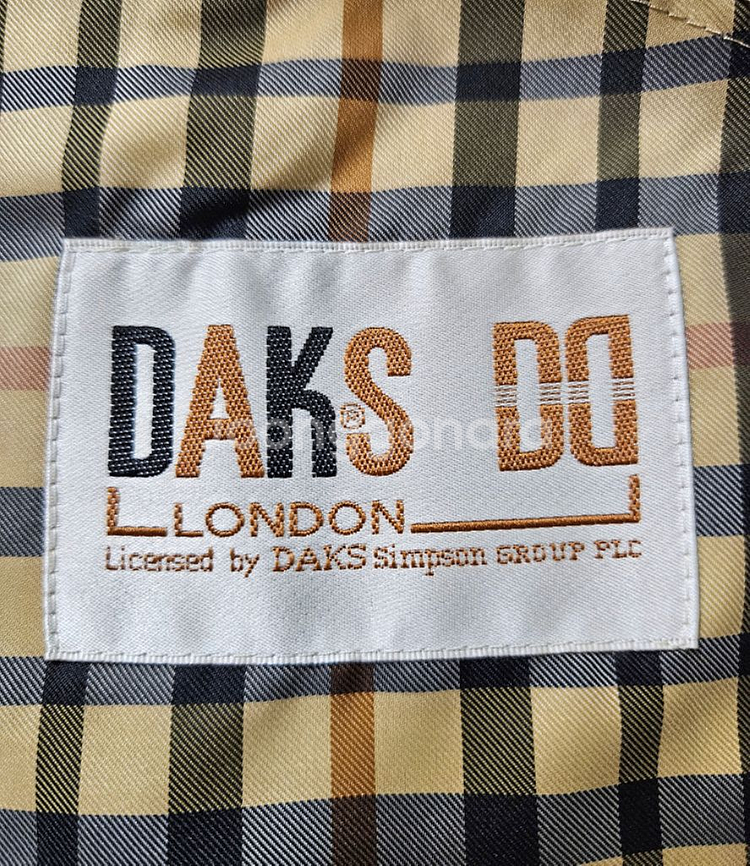 DAKS® DD
LONDON
Licensed by DAKS Simpson GROUP PLC